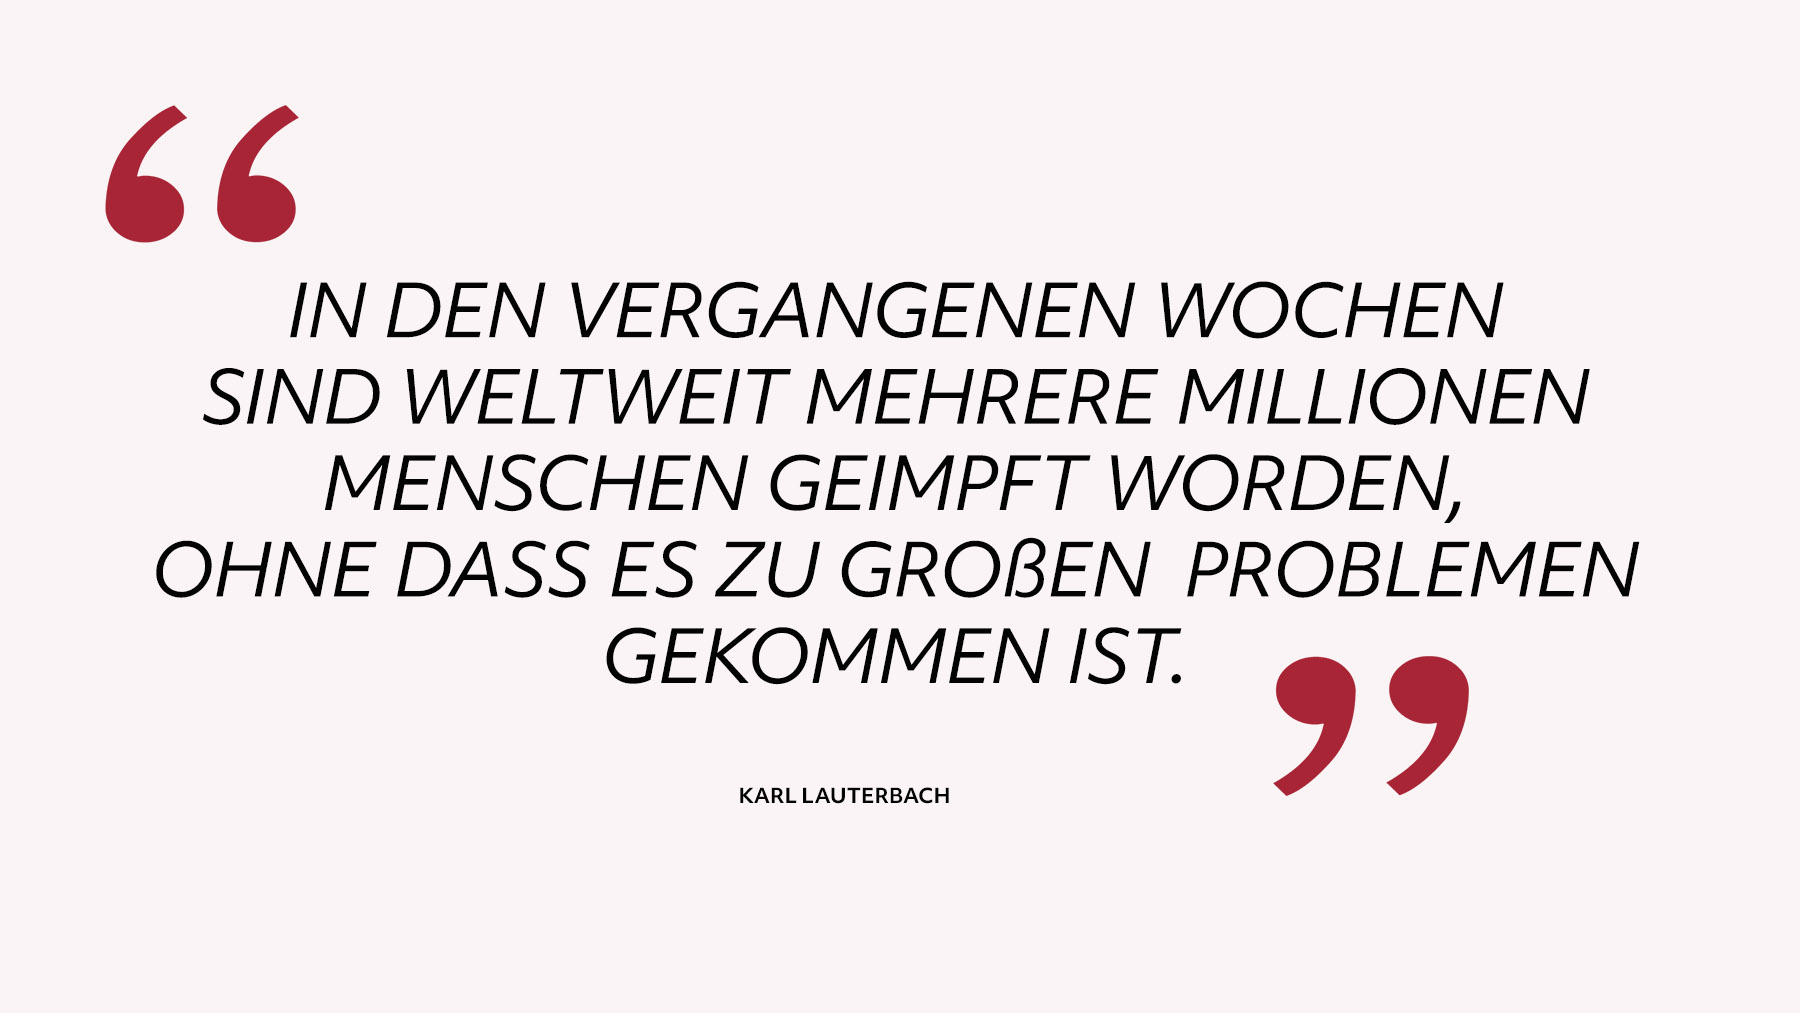 “
IN DEN VERGANGENEN WOCHEN
SIND WELTWEIT MEHRERE MILLIONEN
MENSCHEN GEIMPFT WORDEN,
OHNE DASS ES ZU GROßEN  PROBLEMEN
GEKOMMEN IST.
”
KARL LAUTERBACH